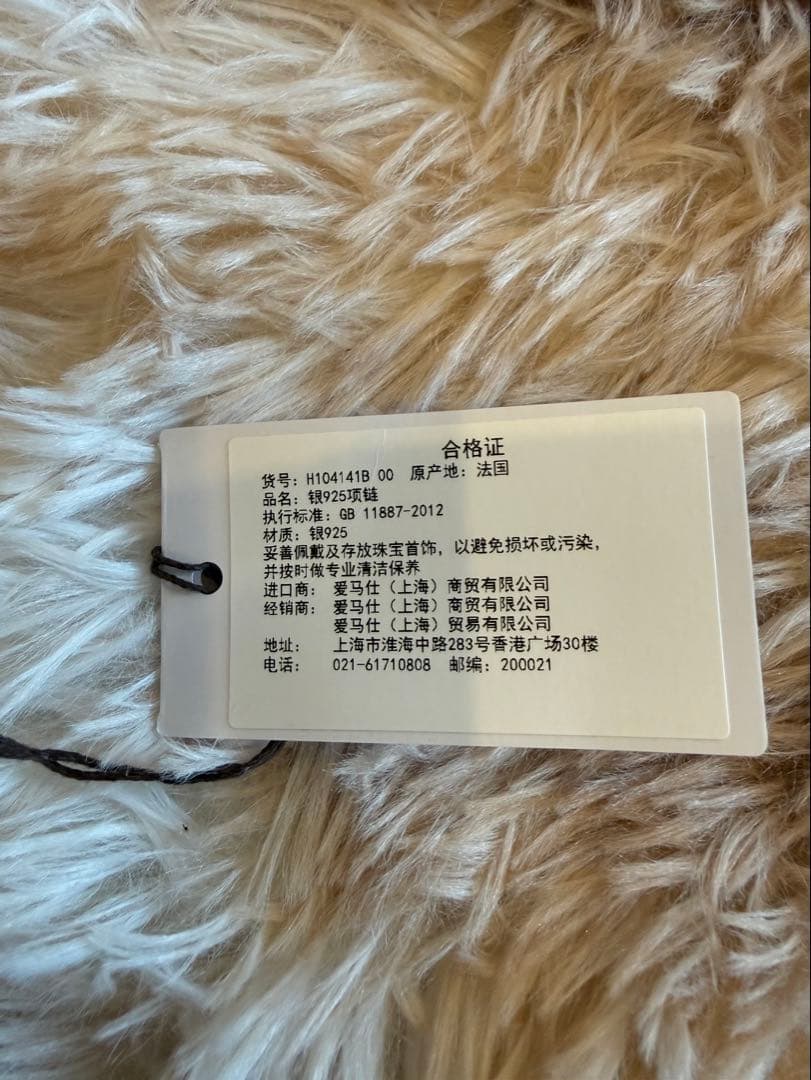 合格证
货号: H104141B 00 原产地: 法国
品名: 银925项链
执行标准: GB 11887-2012
材质: 银925
妥善佩戴及存放珠宝首饰, 以避免损坏或污染,
并按时做专业清洁保养
进口商: 爱马仕(上海)商贸有限公司
经销商: 爱马仕(上海)商贸有限公司
爱马仕(上海)贸易有限公司
地址: 上海市淮海中路283号香港广场30楼
电话: 021-61710808 邮编: 200021